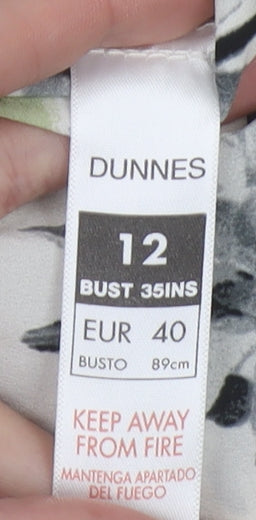 DUNNES
12
BUST 35INS
EUR 40
BUSTO 89cm
KEEP AWAY
FROM FIRE
MANTENGA APARTADO
DEL FUEGO